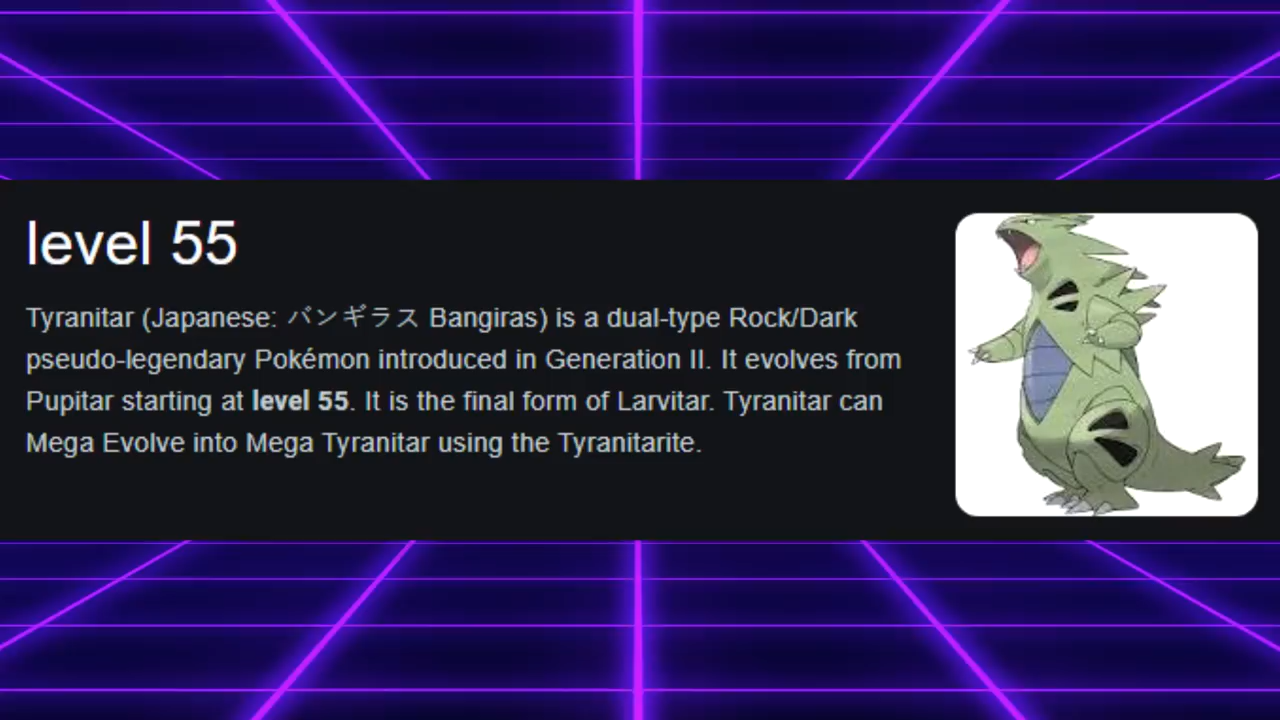 level 55
Tyranitar (Japanese: バンギラス Bangiras) is a dual-type Rock/Dark
pseudo-legendary Pokémon introduced in Generation II. It evolves from
Pupitar starting at level 55. It is the final form of Larvitar. Tyranitar can
Mega Evolve into Mega Tyranitar using the Tyranitarite.